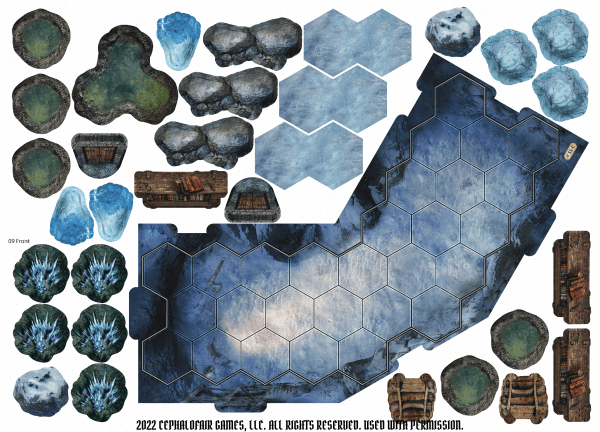 09 Front
2022 CEPHALOFAIR GAMES, LLC. ALL RIGHTS RESERVED. USED WITH PERMISSION.